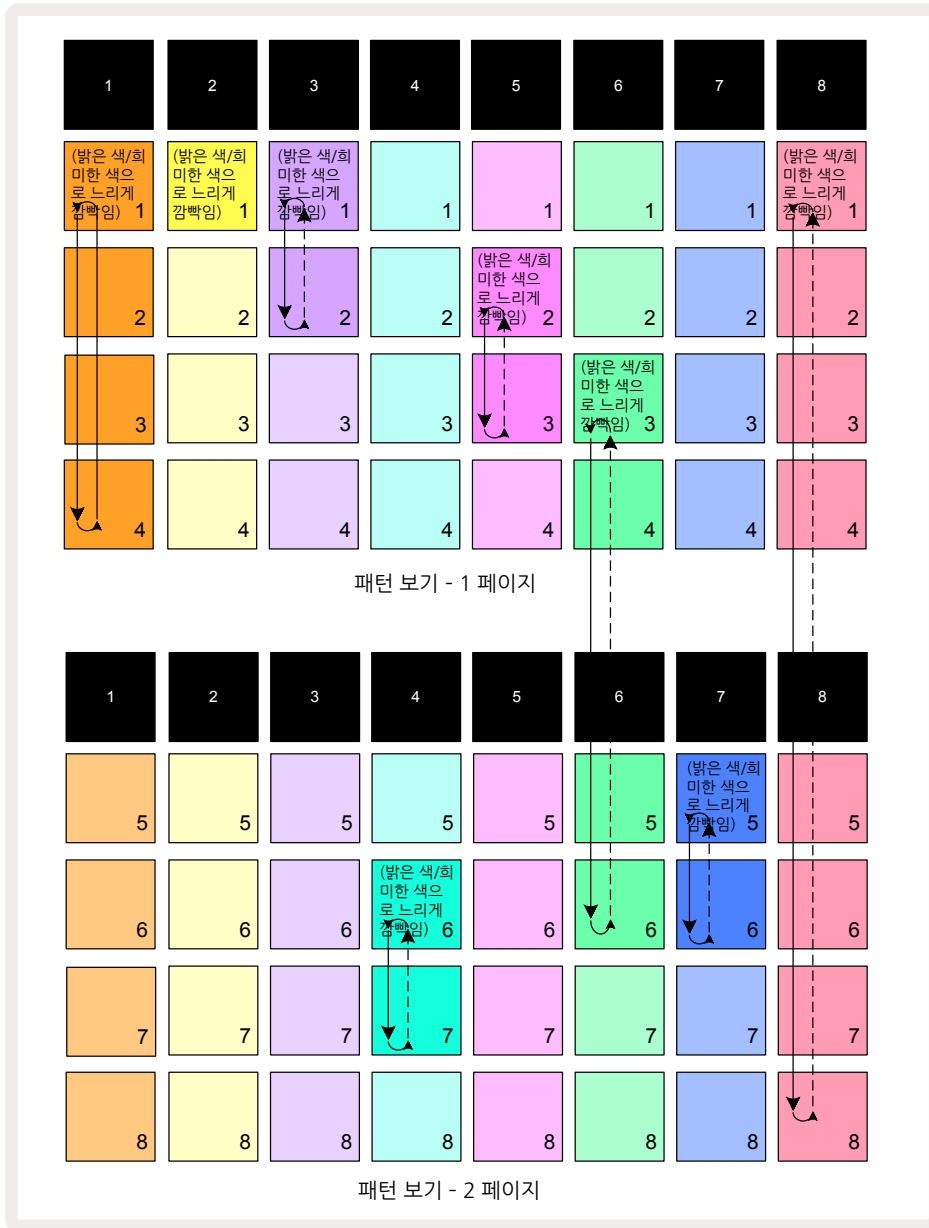 1 2 3 4 5 6 7 8
(밝은 색/희
미한 색으
로 느리게
깜빡임) 1
(밝은 색/희
미한 색으
로 느리게
깜빡임) 1
(밝은 색/희
미한 색으
로 느리게
깜빡임) 1
1
1
1
1
(밝은 색/희
미한 색으
로 느리게
깜빡임) 1
2 2 2 2
(밝은 색/희
미한 색으
로 느리게
깜빡임) 2
2 2 2
3 3 3 3 3
(밝은 색/희
미한 색으
로 느리게
깜빡임) 3
3 3
4 4 4 4 4 4 4 4
패턴 보기 - 1 페이지
1 2 3 4 5 6 7 8
5 5 5 5 5 5
(밝은 색/희
미한 색으
로 느리게
깜빡임) 5
5
6 6 6
(밝은 색/희
미한 색으
로 느리게
깜빡임) 6
6 6 6 6
7 7 7 7 7 7 7 7
8 8 8 8 8 8 8 8
패턴 보기 - 2 페이지